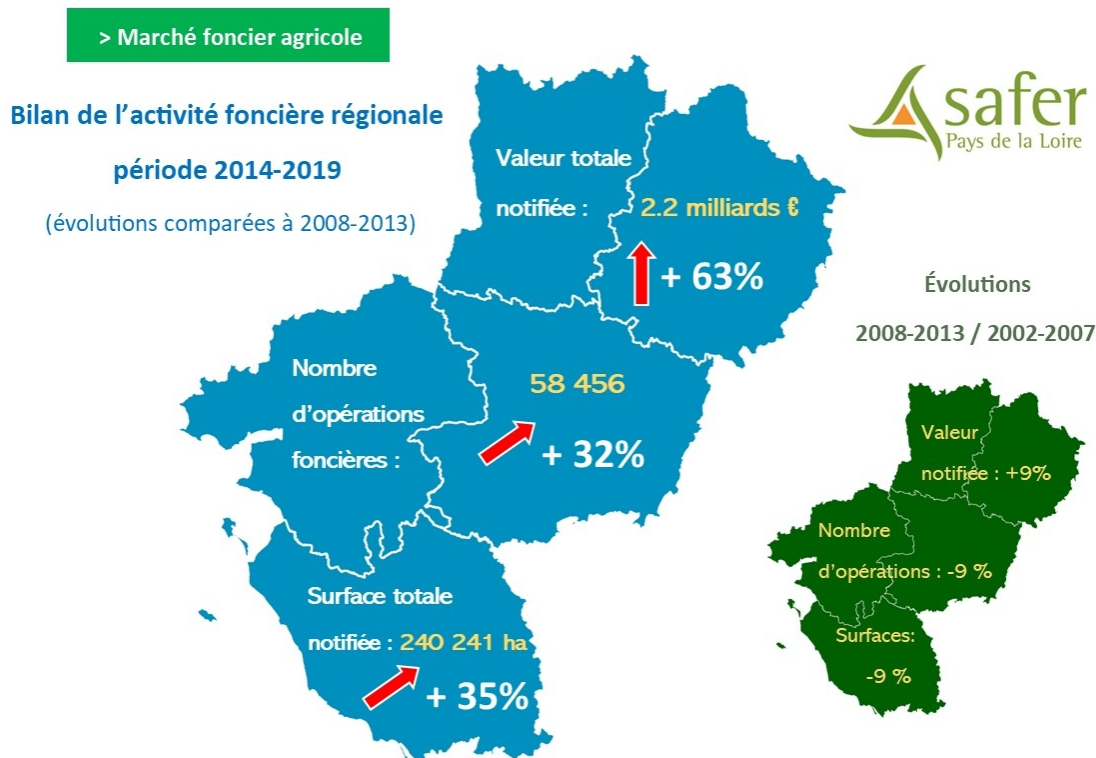 > Marché foncier agricole
Bilan de l’activité foncière régionale
période 2014-2019
(évolutions comparées à 2008-2013)
safer
Pays de la Loire
Valeur totale
notifiée : 2.2 milliards €
+ 63%
Nombre
d’opérations
foncières :
58 456
+ 32%
Surface totale
notifiée : 240 241 ha
+ 35%
Évolutions
2008-2013 / 2002-2007
Valeur
notifiée : +9%
Nombre
d’opérations : -9 %
Surfaces:
-9 %